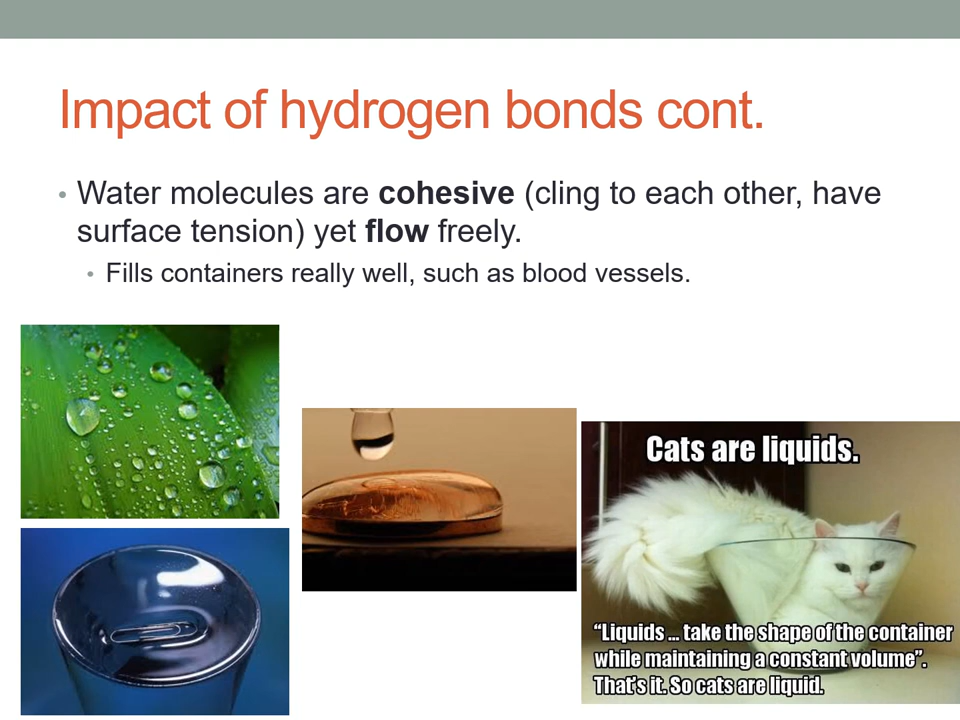 Impact of hydrogen bonds cont.
• Water molecules are cohesive (cling to each other, have
surface tension) yet flow freely.
• Fills containers really well, such as blood vessels.
Cats are liquids.
“Liquids ... take the shape of the container
while maintaining a constant volume”.
That's it. So cats are liquid.